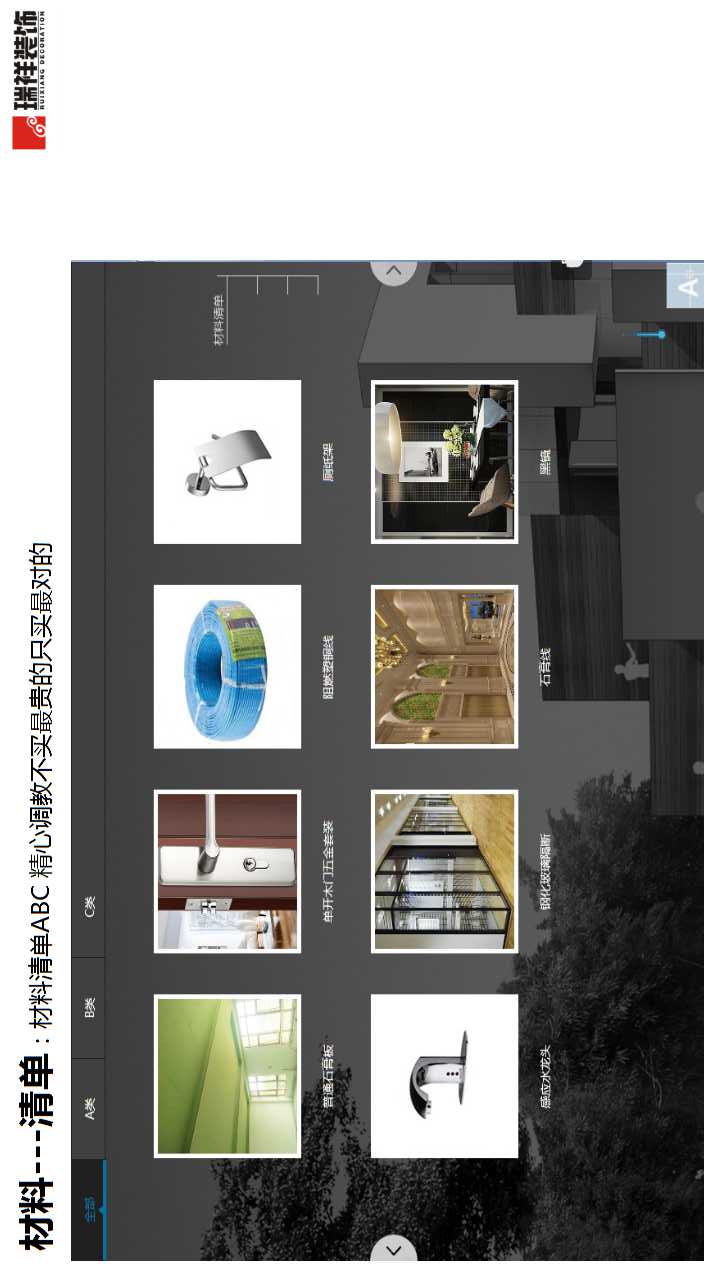 瑞祥装饰
RUIXIANG DECORATION
材料---清单：材料清单ABC 精心调教不买最贵的只买最对的
全部
A类
B类
C类
材料清单
普通石膏板
单开木门五金套装
阻燃塑铜线
厕纸架
感应水龙头
钢化玻璃隔断
石膏线
黑镜
A